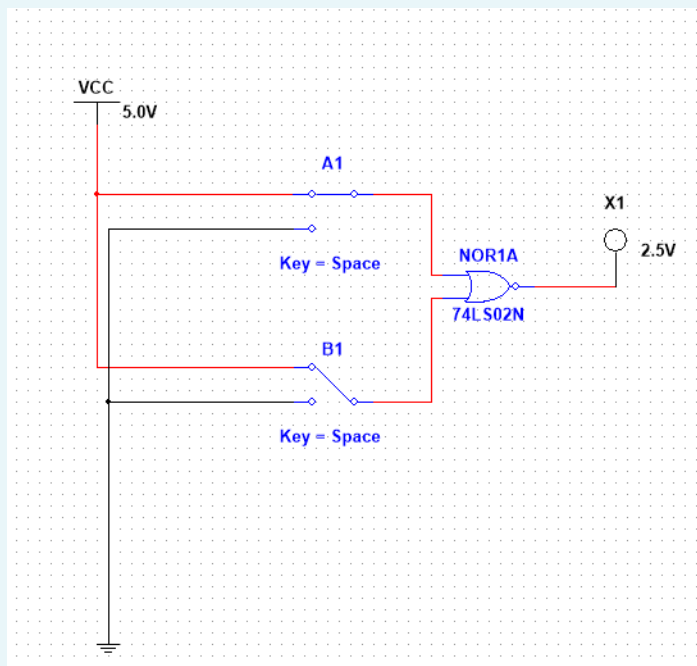 VCC
5.0V
A1
Key = Space
X1
2.5V
NOR1A
74LS02N
B1
Key = Space